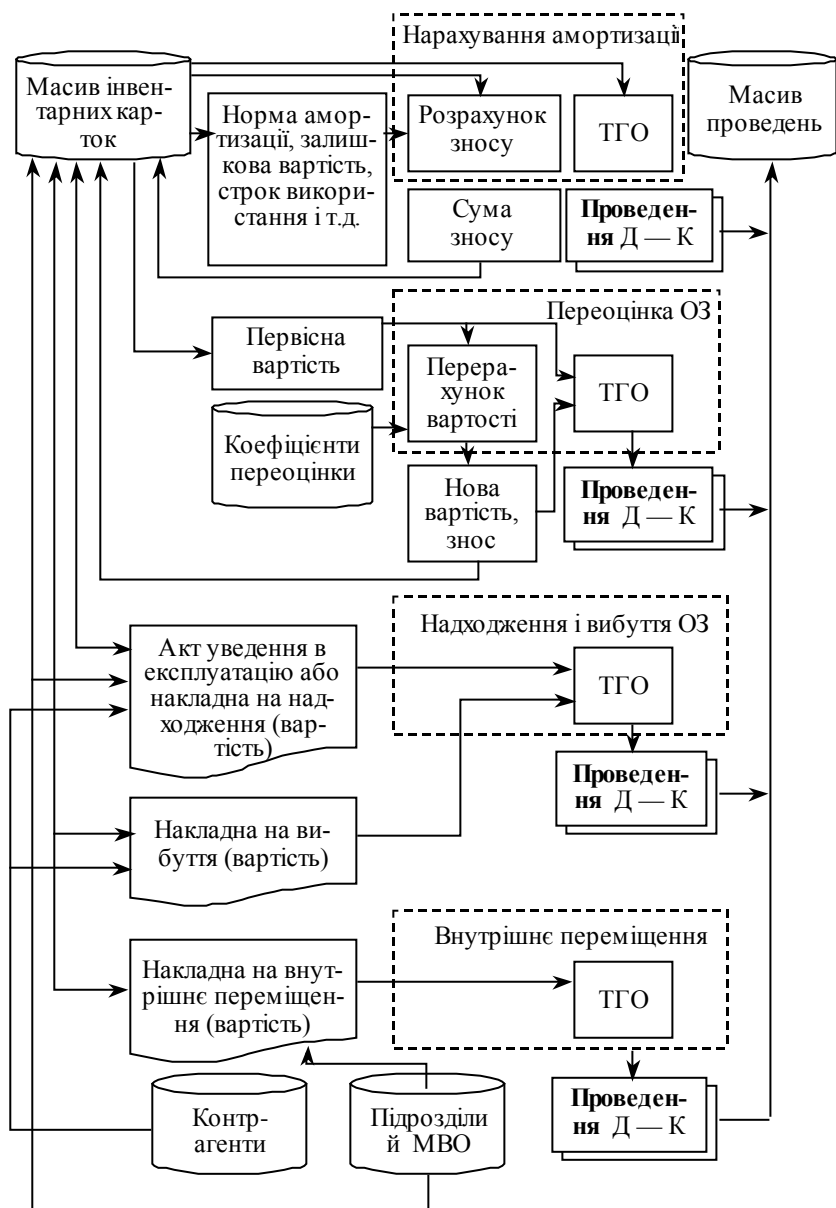 Нарахування амортизації
Масив інвен-
тарних кар-
ток
Норма амор-
тизації, залиш-
кова вартість,
строк викори-
стання і т.д.
Розрахунок
зносу
ТГО
Масив
проведень
Сума
зносу
Проведен-
ня Д — К
Переоцінка ОЗ
Первісна
вартість
Перера-
хунок
вартості
ТГО
Коефіцієнти
переоцінки
Нова
вартість,
знос
Проведен-
ня Д — К
Надходження і вибуття ОЗ
Акт уведення в
експлуатацію або
накладна на над-
ходження (вар-
тість)
ТГО
Проведен-
ня Д — К
Накладна на ви-
буття (вартість)
Внутрішнє переміщення
Накладна на внут-
рішнє переміщен-
ня (вартість)
ТГО
Контр-
агенти
Підрозділи
й МВО
Проведен-
ня Д — К